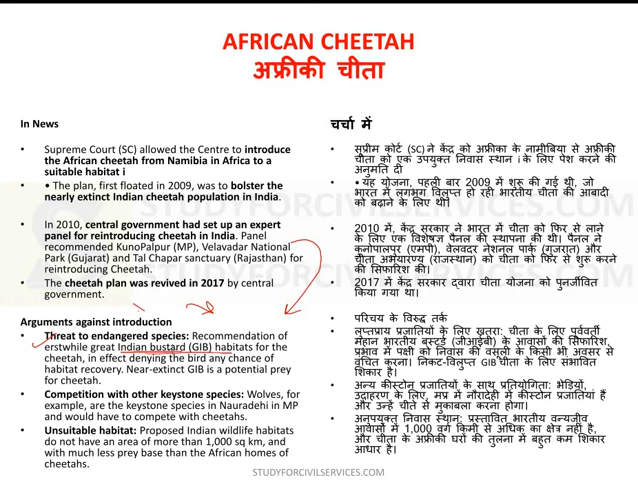 AFRICAN CHEETAH
अफ्रीकी चीता
In News
• Supreme Court (SC) allowed the Centre to introduce
the African cheetah from Namibia in Africa to a
suitable habitat i
• • The plan, first floated in 2009, was to bolster the
nearly extinct Indian cheetah population in India.
• In 2010, central government had set up an expert
panel for reintroducing cheetah in India. Panel
recommended KunoPalpur (MP), Velavadar National
Park (Gujarat) and Tal Chapar sanctuary (Rajasthan) for
reintroducing Cheetah.
• The cheetah plan was revived in 2017 by central
government.
Arguments against introduction
• Threat to endangered species: Recommendation of
erstwhile great Indian bustard (GIB) habitats for the
cheetah, in effect denying the bird any chance of
habitat recovery. Near-extinct GIB is a potential prey
for cheetah.
• Competition with other keystone species: Wolves, for
example, are the keystone species in Nauradehi in MP
and would have to compete with cheetahs.
• Unsuitable habitat: Proposed Indian wildlife habitats
do not have an area of more than 1,000 sq km, and
with much less prey base than the African homes of
cheetahs.
चर्चा में
• सुप्रीम कोर्ट (SC) ने केंद्र को अफ्रीका के नामीबिया से अफ्रीकी
चीता को एक उपयुक्त निवास स्थान i के लिए पेश करने की
अनुमति दी
• • यह योजना, पहली बार 2009 में शुरू की गई थी, जो
भारत में लगभग विलुप्त हो रही भारतीय चीता की आबादी
को बढ़ाने के लिए थी।
• 2010 में, केंद्र सरकार ने भारत में चीता को फिर से लाने
के लिए एक विशेषज्ञ पैनल की स्थापना की थी। पैनल ने
कूनोपालपुर (एमपी), वेलवदर नेशनल पार्क (गुजरात) और
चीता अभयारण्य (राजस्थान) को चीता को फिर से शुरू करने
की सिफारिश की।
• 2017 में केंद्र सरकार द्वारा चीता योजना को पुनर्जीवित
किया गया था।
• परिचय के विरुद्ध तर्क
• लुप्तप्राय प्रजातियों के लिए खतरा: चीता के लिए पूर्ववर्ती
महान भारतीय बस्टर्ड (जीआईबी) के आवासों की सिफारिश,
प्रभाव में पक्षी को निवास की वसूली के किसी भी अवसर से
वंचित करना। निकट-विलुप्त GIB चीता के लिए संभावित
शिकार है।
• अन्य कीस्टोन प्रजातियों के साथ प्रतियोगिता: भेड़ियों,
उदाहरण के लिए, मप्र में नौरादेही में कीस्टोन प्रजातियां हैं
और उन्हें चीते से मुकाबला करना होगा।
• अनुपयुक्त निवास स्थान: प्रस्तावित भारतीय वन्यजीव
आवासों में 1,000 वर्ग किमी से अधिक का क्षेत्र नहीं है,
और चीता के अफ्रीकी घरों की तुलना में बहुत कम शिकार
आधार है।
STUDYFORCIVILSERVICES.COM